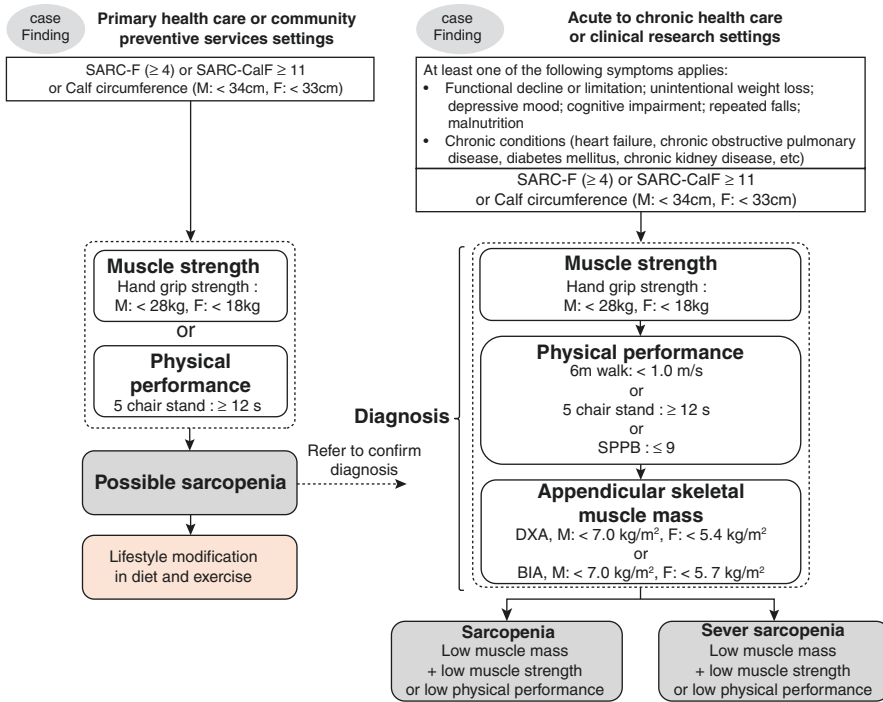 case
Finding
Primary health care or community
preventive services settings
SARC-F (≥ 4) or SARC-CalF ≥ 11
or Calf circumference (M: < 34cm, F: < 33cm)
Muscle strength
Hand grip strength :
M: < 28kg, F: < 18kg
or
Physical
performance
5 chair stand : ≥ 12 s
Possible sarcopenia
Refer to confirm
diagnosis
Lifestyle modification
in diet and exercise
case
Finding
Acute to chronic health care
or clinical research settings
At least one of the following symptoms applies:
• Functional decline or limitation; unintentional weight loss;
depressive mood; cognitive impairment; repeated falls;
malnutrition
• Chronic conditions (heart failure, chronic obstructive pulmonary
disease, diabetes mellitus, chronic kidney disease, etc)
SARC-F (≥ 4) or SARC-CalF ≥ 11
or Calf circumference (M: < 34cm, F: < 33cm)
Diagnosis
Muscle strength
Hand grip strength :
M: < 28kg, F: < 18kg
Physical performance
6m walk: < 1.0 m/s
or
5 chair stand : ≥ 12 s
or
SPPB : ≤ 9
Appendicular skeletal
muscle mass
DXA, M: < 7.0 kg/m², F: < 5.4 kg/m²
or
BIA, M: < 7.0 kg/m², F: < 5. 7 kg/m²
Sarcopenia
Low muscle mass
+ low muscle strength
or low physical performance
Sever sarcopenia
Low muscle mass
+ low muscle strength
or low physical performance